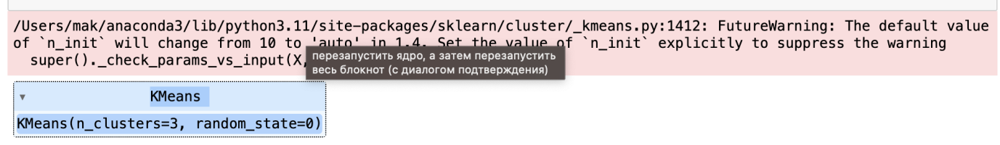 /Users/mak/anaconda3/lib/python3.11/site-packages/sklearn/cluster/_kmeans.py:1412: FutureWarning: The default value
of `n_init` will change from 10 to 'auto' in 1.4. Set the value of `n_init` explicitly to suppress the warning
super()._check_params_vs_input(X,
перезапустить ядро, а затем перезапустить
весь блокнот (с диалогом подтверждения)
▼ KMeans
KMeans(n_clusters=3, random_state=0)